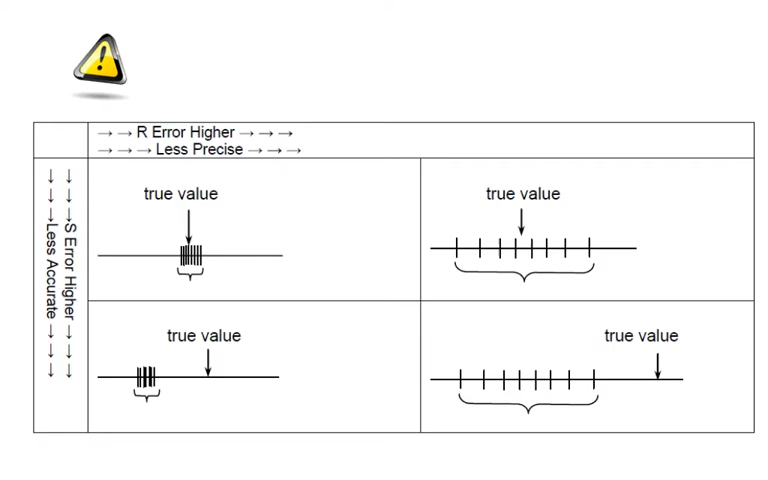 → → R Error Higher → → →
→ → → Less Precise → → →
↓ ↓ ↓ S Error Higher ↓ ↓ ↓
↓ ↓ ↓ Less Accurate ↓ ↓ ↓
true value
true value
true value
true value